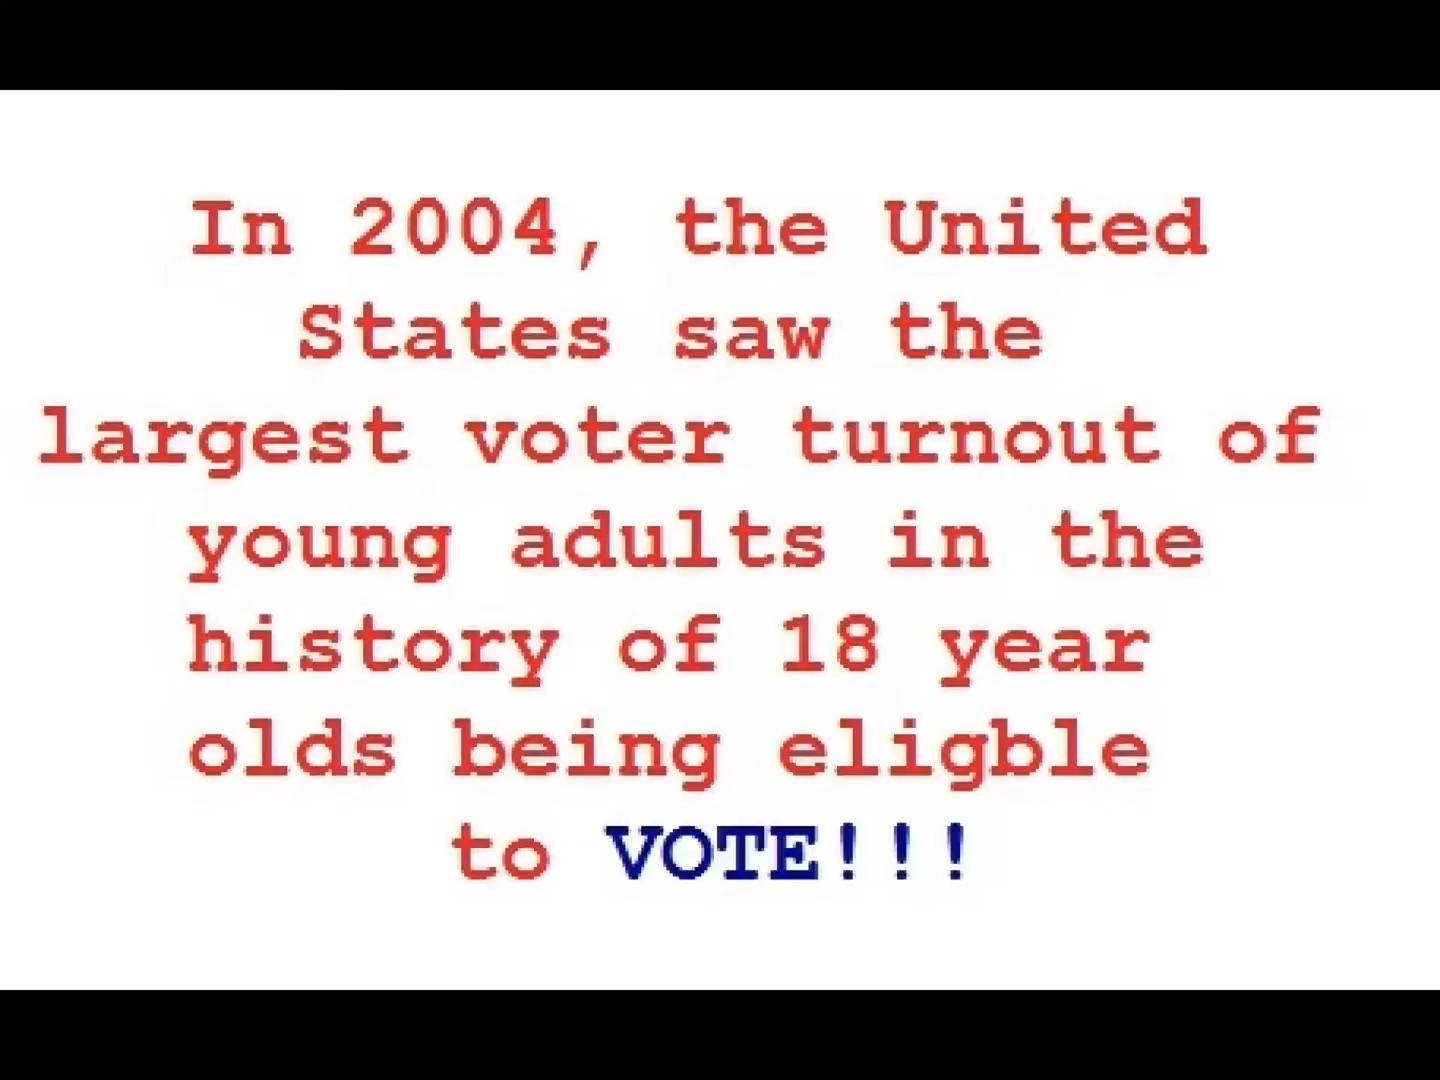 In 2004, the United
States saw the
largest voter turnout of
young adults in the
history of 18 year
olds being eligble
to VOTE!!!